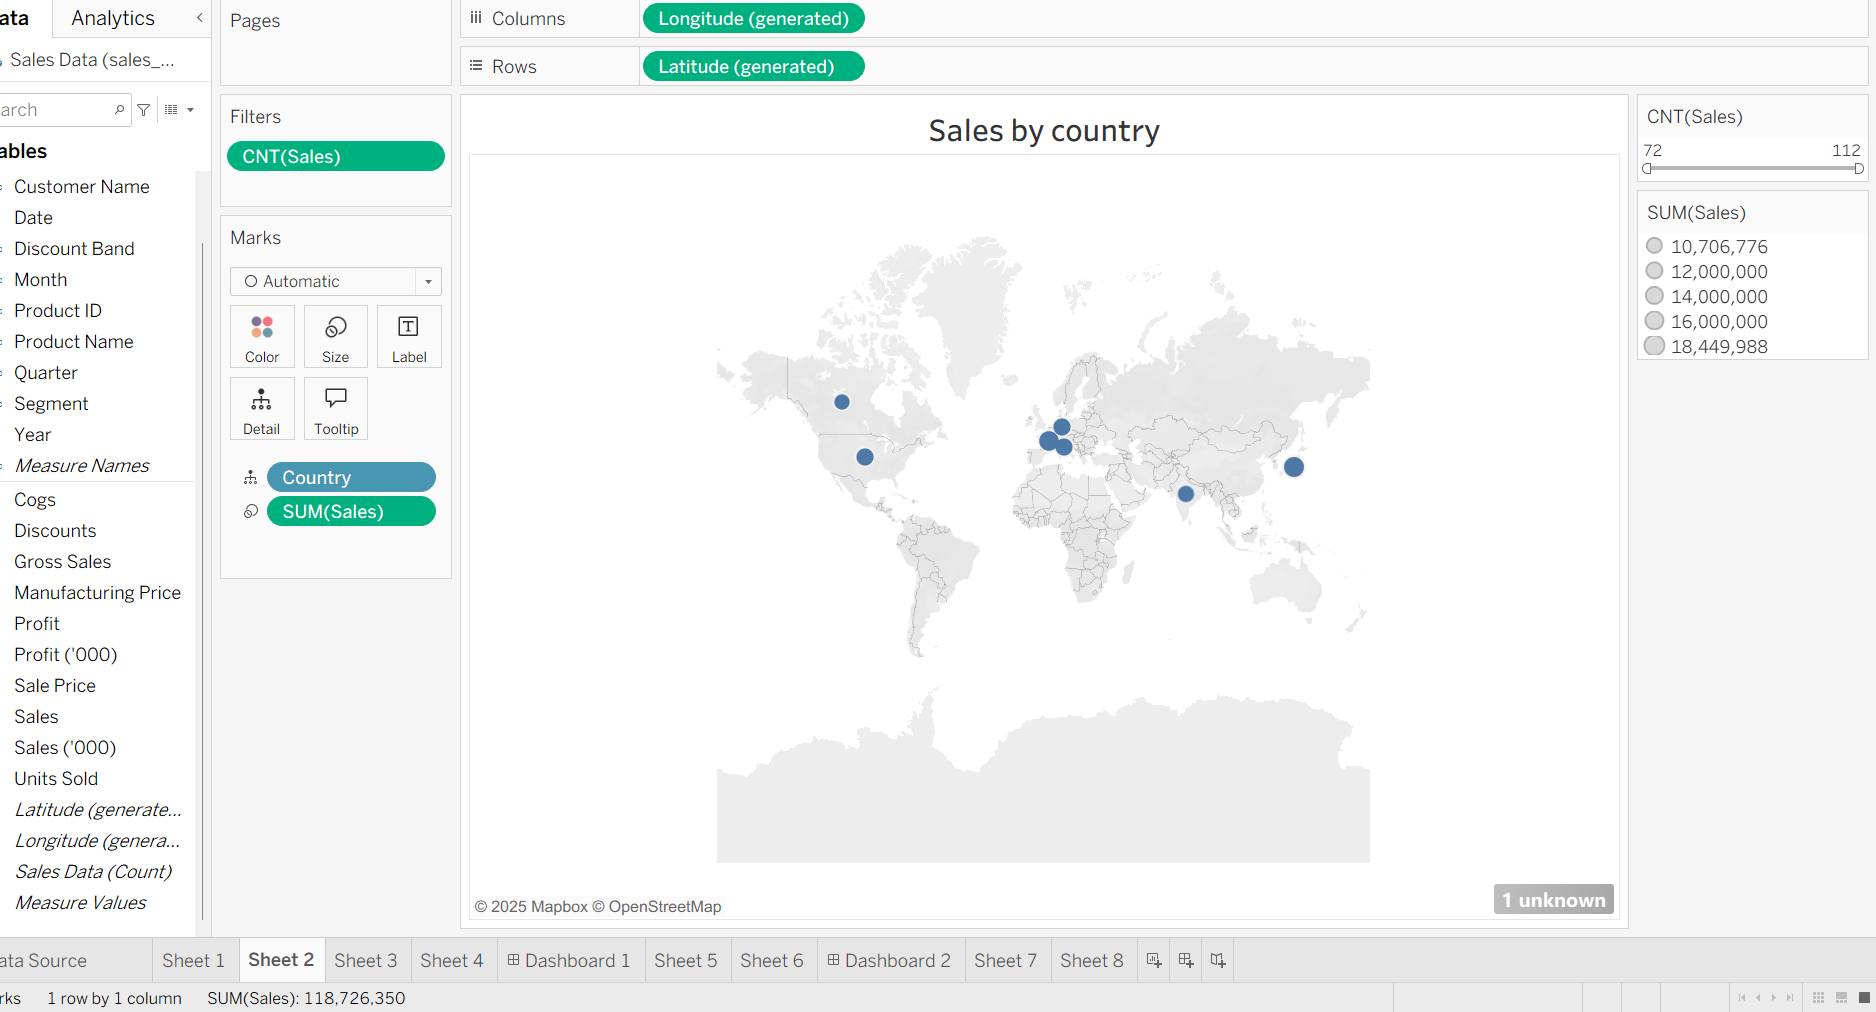 ata
Analytics
Sales Data (sales_...
arch
ables
Customer Name
Date
Discount Band
Month
Product ID
Product Name
Quarter
Segment
Year
Measure Names
Cogs
Discounts
Gross Sales
Manufacturing Price
Profit
Profit ('000)
Sale Price
Sales
Sales ('000)
Units Sold
Latitude (generate...
Longitude (genera...
Sales Data (Count)
Measure Values
Pages
Filters
CNT(Sales)
Marks
Automatic
Color
Size
Label
Detail
Tooltip
Country
SUM(Sales)
Columns
Longitude (generated)
Rows
Latitude (generated)
Sales by country
© 2025 Mapbox © OpenStreetMap
1 unknown
CNT(Sales)
72
112
SUM(Sales)
10,706,776
12,000,000
14,000,000
16,000,000
18,449,988
ata Source
Sheet 1
Sheet 2
Sheet 3
Sheet 4
Dashboard 1
Sheet 5
Sheet 6
Dashboard 2
Sheet 7
Sheet 8
rks
1 row by 1 column
SUM(Sales): 118,726,350